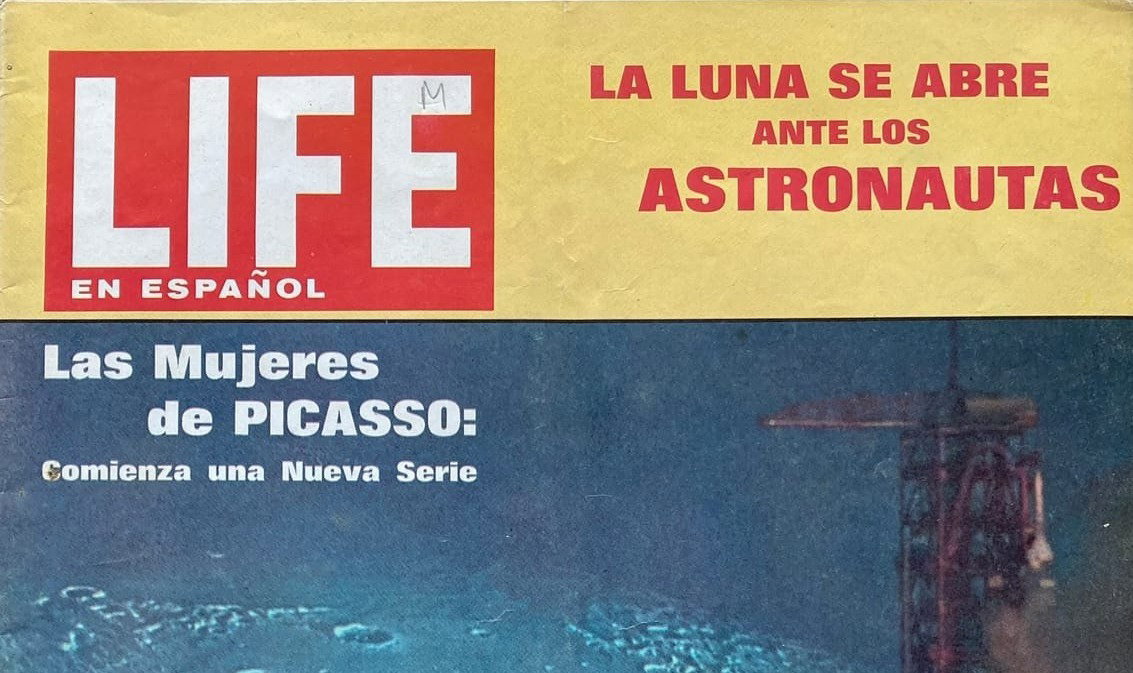 LIFE
M
EN ESPAÑOL
LA LUNA SE ABRE
ANTE LOS
ASTRONAUTAS
Las Mujeres
de PICASSO:
Comienza una Nueva Serie